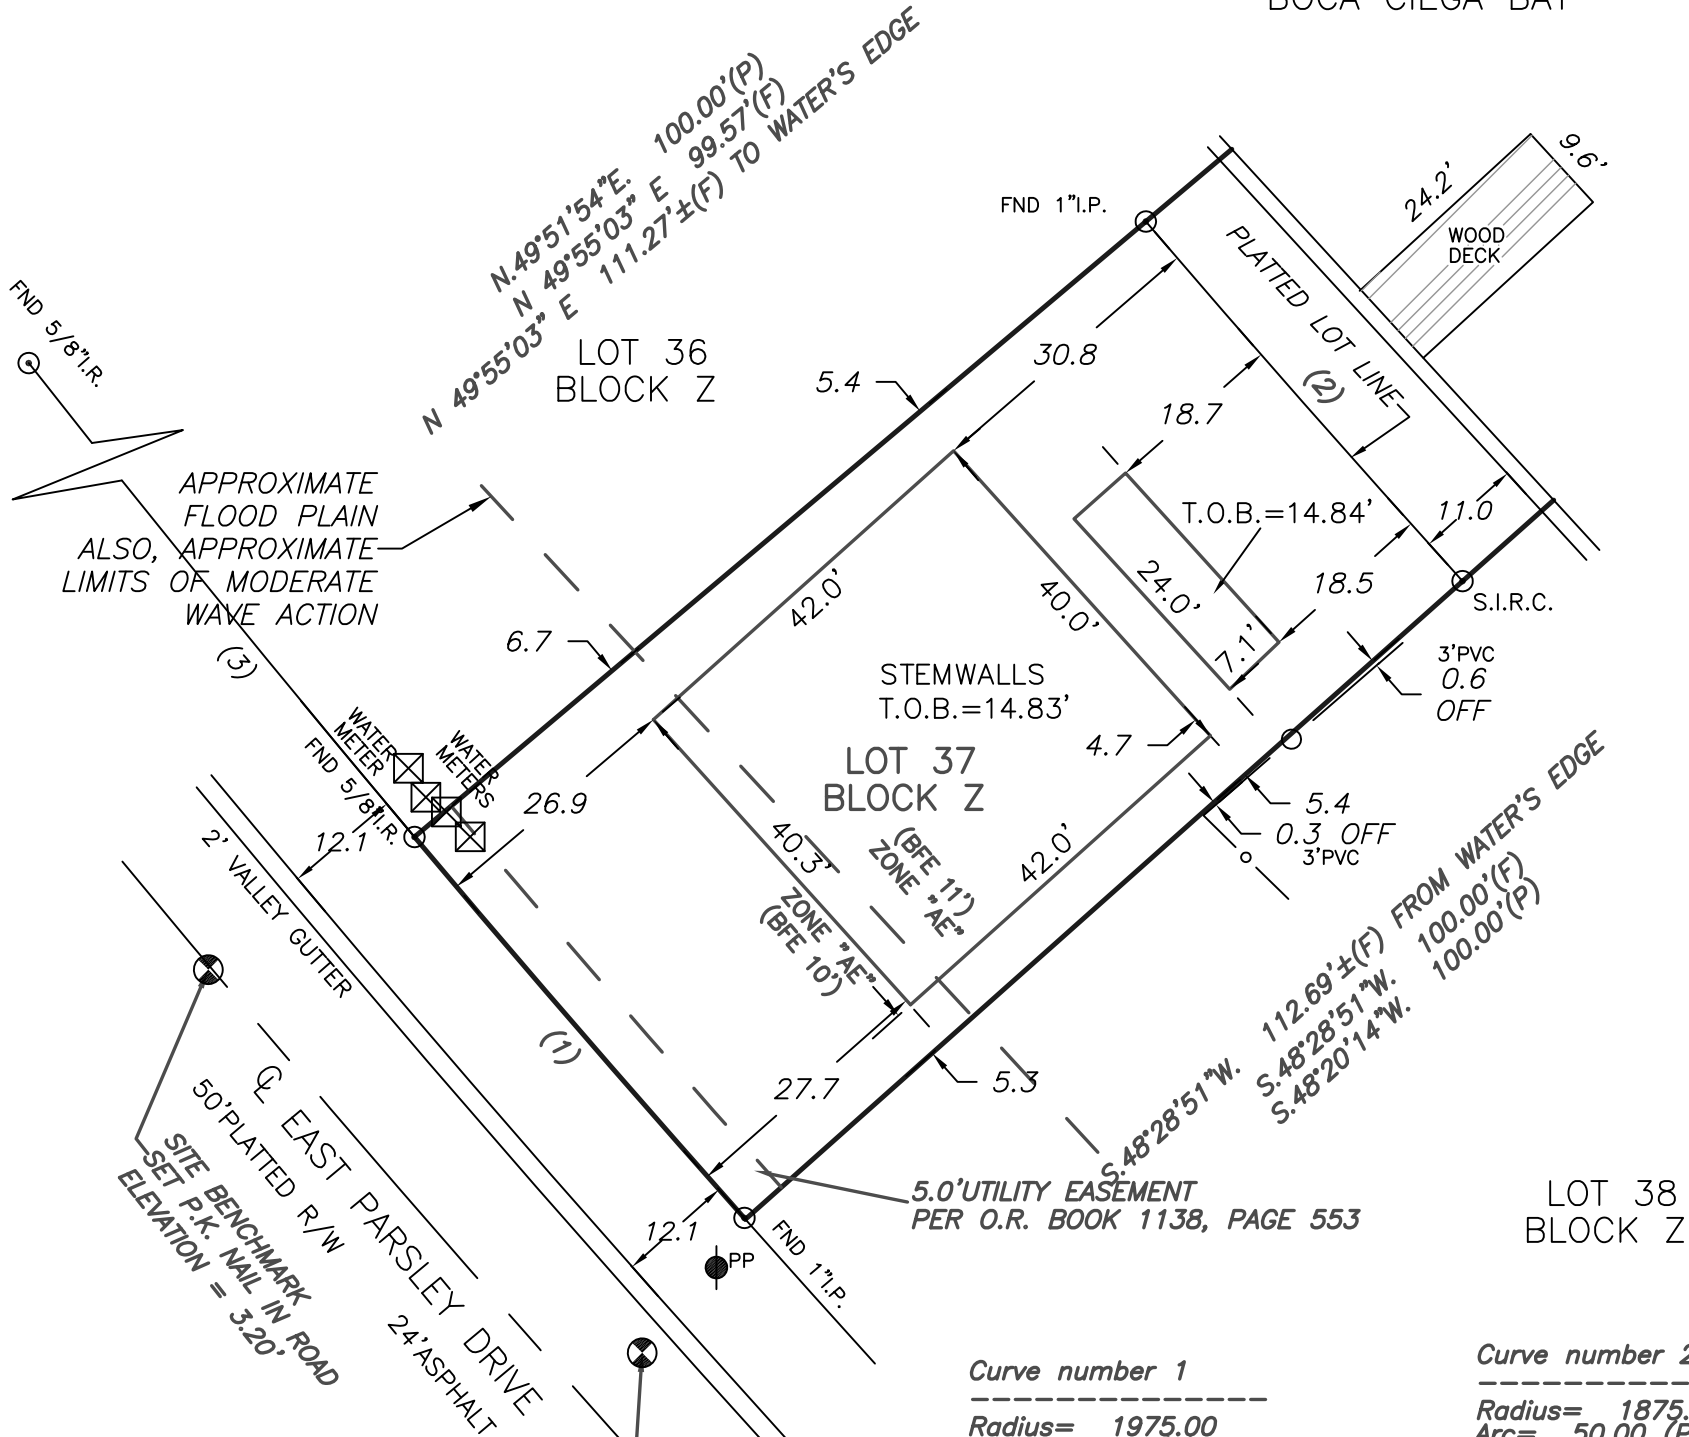 BOCA CIEGA BAY
N.49°51'54"E. 100.00'(P)
N 49°55'03" E 99.57'(F)
N 49°55'03" E 111.27'±(F) TO WATER'S EDGE
9.6'
24.2'
WOOD
DECK
FND 1"I.P.
PLATTED LOT LINE
(2)
FND 5/8"I.R.
LOT 36
BLOCK Z
5.4
30.8
18.7
APPROXIMATE
FLOOD PLAIN
ALSO, APPROXIMATE
LIMITS OF MODERATE
WAVE ACTION
T.O.B.=14.84'
11.0
24.0'
18.5
42.0'
40.0'
S.I.R.C.
6.7
(3)
7.1'
3'PVC
0.6
OFF
STEMWALLS
T.O.B.=14.83'
4.7
LOT 37
BLOCK Z
WATER
METER
WATER
METERS
FND 5/8"I.R.
26.9
12.1
5.4
0.3 OFF
3'PVC
2' VALLEY GUTTER
40.3'
42.0'
(BFE 11')
ZONE "AE"
ZONE "AE"
(BFE 10')
S.48°28'51"W. 112.69'±(F) FROM WATER'S EDGE
S.48°28'51"W. 100.00'(F)
S.48°20'14"W. 100.00'(P)
(1)
27.7
5.3
5.0'UTILITY EASEMENT
PER O.R. BOOK 1138, PAGE 553
LOT 38
BLOCK Z
12.1
PP
FND 1"I.P.
℄ EAST PARSLEY DRIVE
50'PLATTED R/W
24'ASPHALT
SITE BENCHMARK
SET P.K. NAIL IN ROAD
ELEVATION = 3.20'
Curve number 1
---------------
Radius= 1975.00
Curve number 2
Radius= 1875.
Arc= 50.00 (P